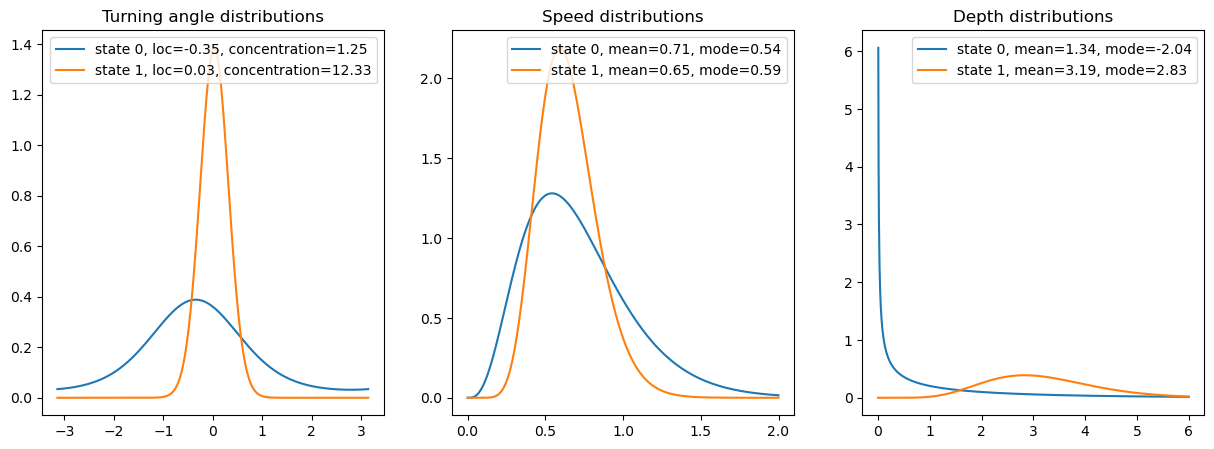 Turning angle distributions
state 0, loc=-0.35, concentration=1.25
state 1, loc=0.03, concentration=12.33
1.4
1.2
1.0
0.8
0.6
0.4
0.2
0.0
−3 −2 −1 0 1 2 3
Speed distributions
state 0, mean=0.71, mode=0.54
state 1, mean=0.65, mode=0.59
2.0
1.5
1.0
0.5
0.0
0.0 0.5 1.0 1.5 2.0
Depth distributions
state 0, mean=1.34, mode=-2.04
state 1, mean=3.19, mode=2.83
6
5
4
3
2
1
0
0 1 2 3 4 5 6